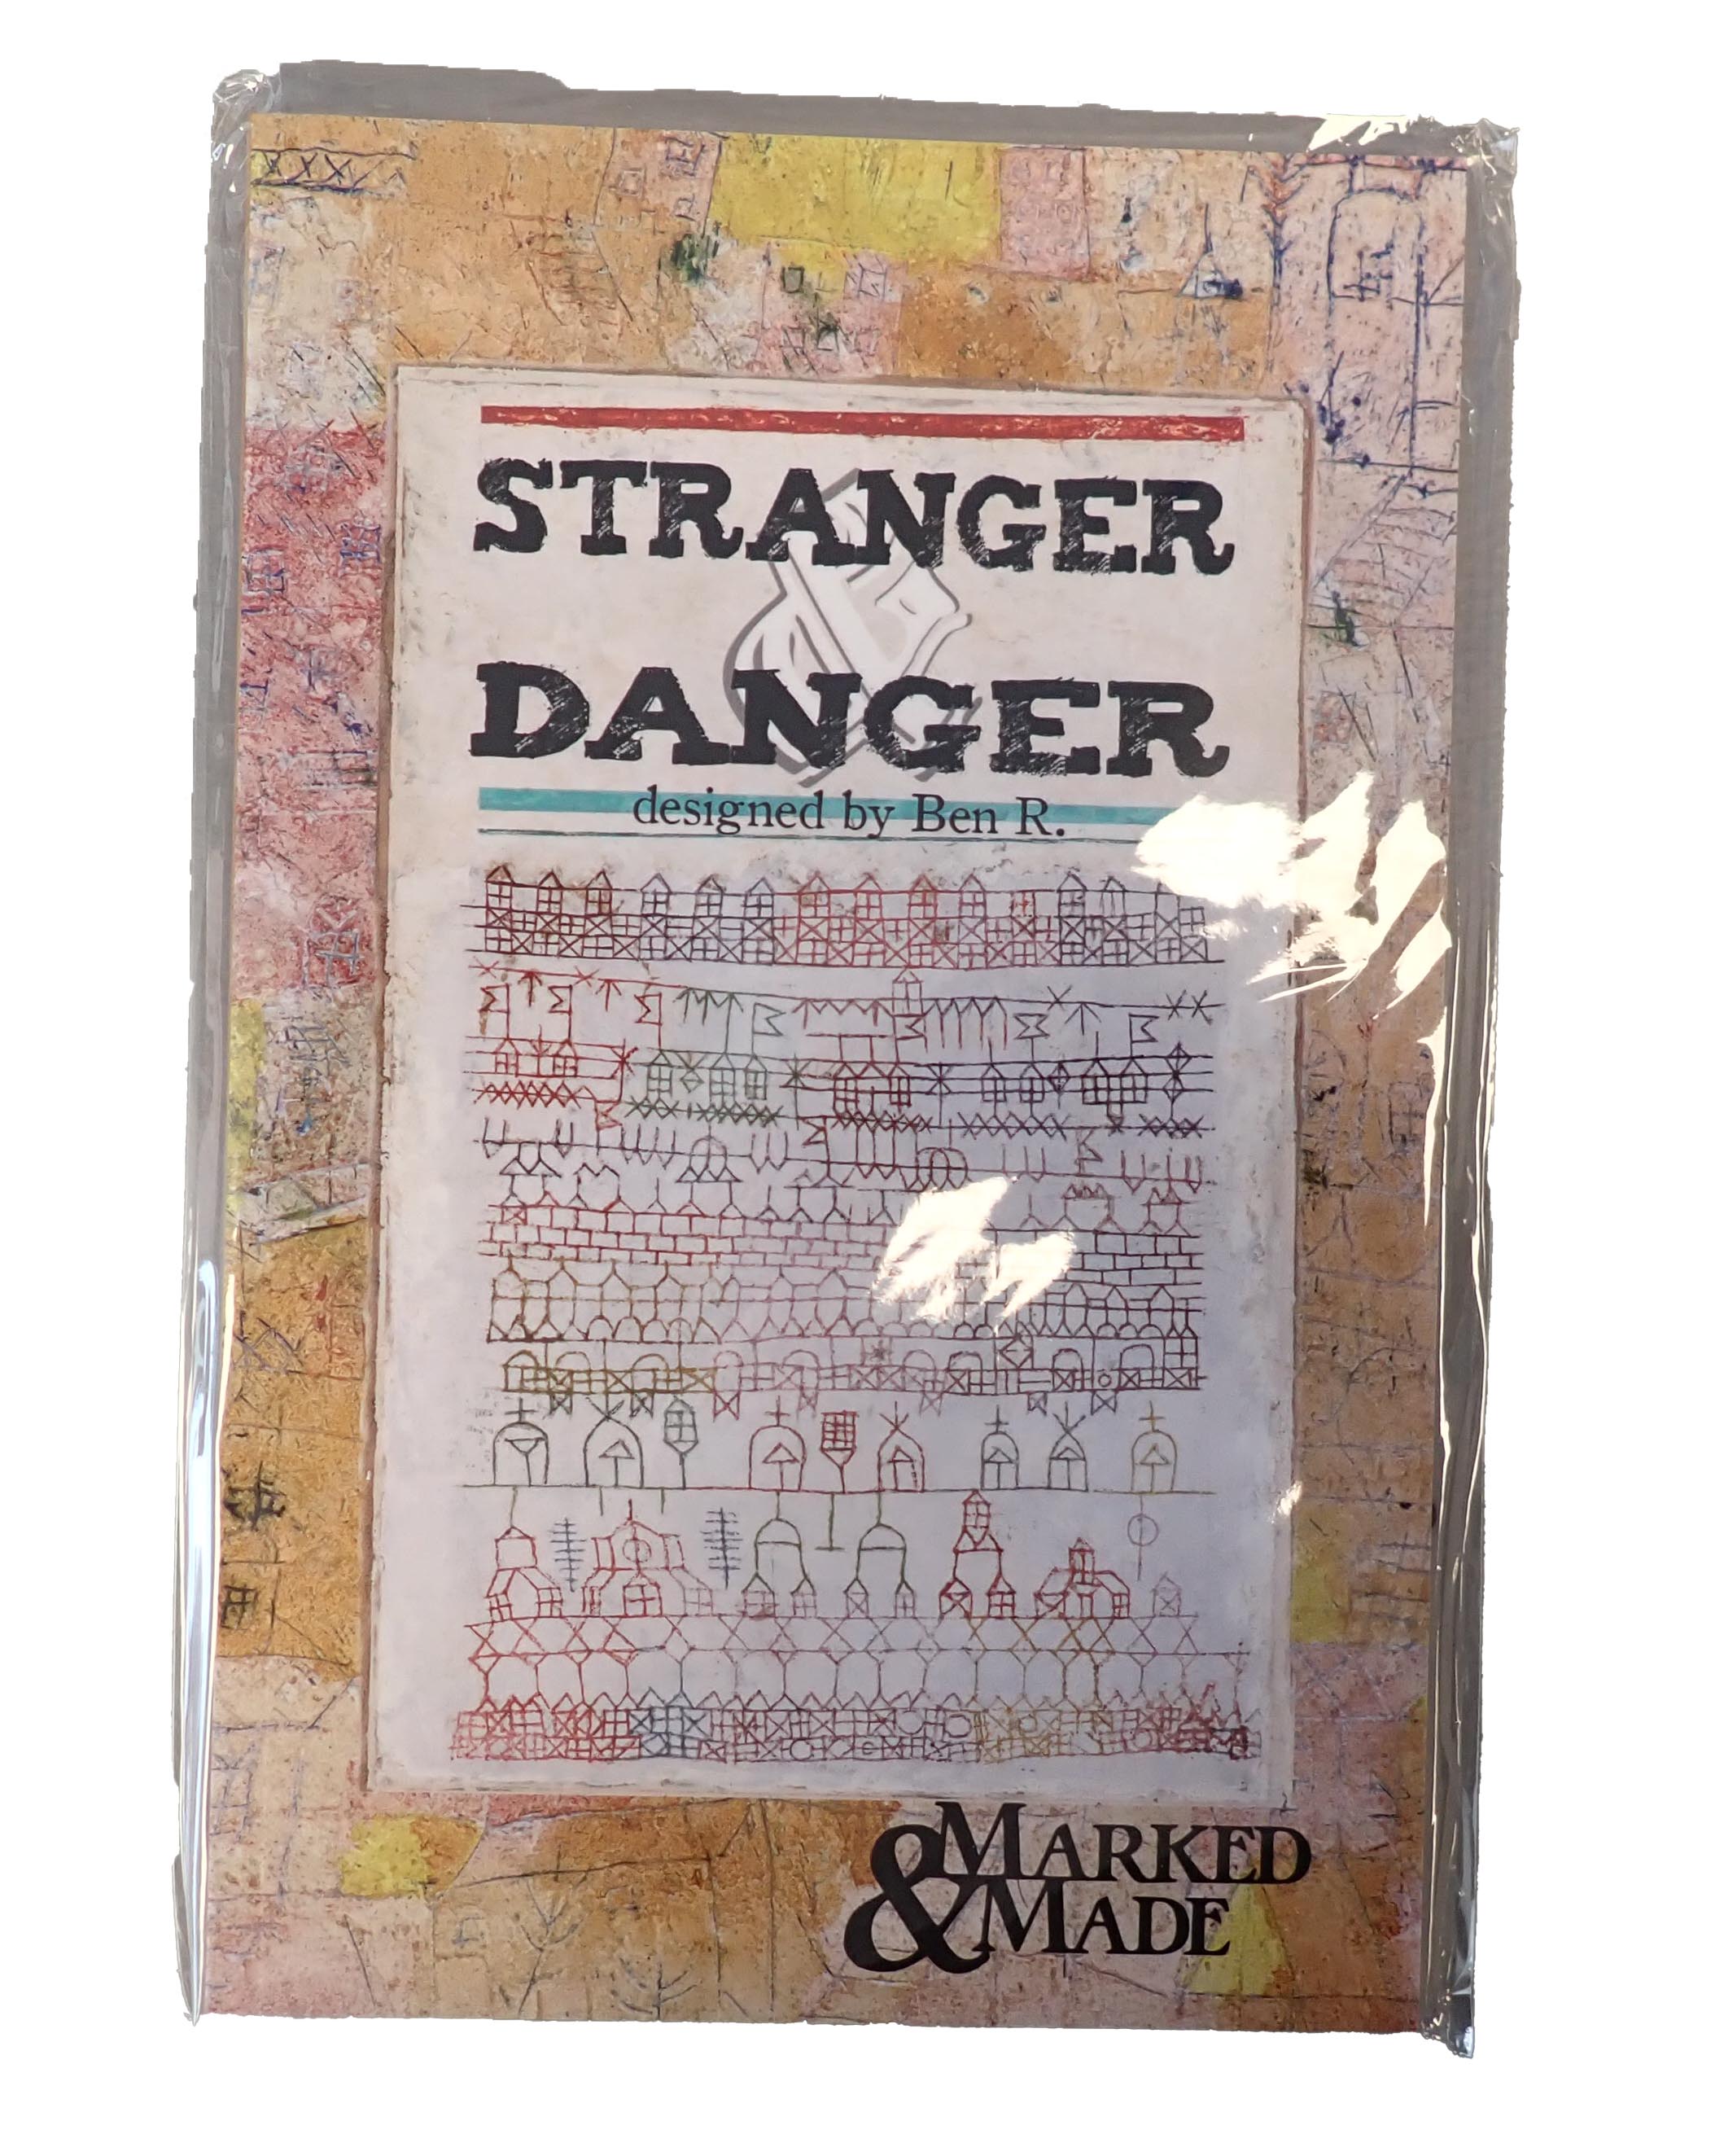 STRANGER
&
DANGER
designed by Ben R.
& MARKED
MADE